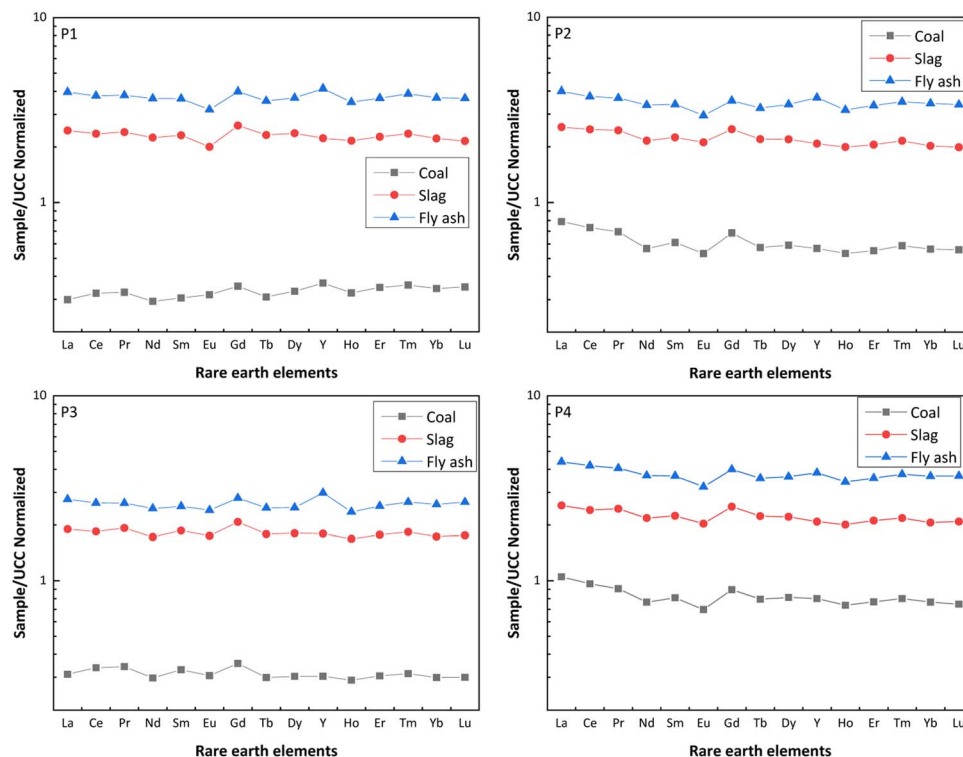 P1
10
1
Sample/UCC Normalized
Coal
Slag
Fly ash
La Ce Pr Nd Sm Eu Gd Tb Dy Y Ho Er Tm Yb Lu
Rare earth elements
P2
10
1
Sample/UCC Normalized
Coal
Slag
Fly ash
La Ce Pr Nd Sm Eu Gd Tb Dy Y Ho Er Tm Yb Lu
Rare earth elements
P3
10
1
Sample/UCC Normalized
Coal
Slag
Fly ash
La Ce Pr Nd Sm Eu Gd Tb Dy Y Ho Er Tm Yb Lu
Rare earth elements
P4
10
1
Sample/UCC Normalized
Coal
Slag
Fly ash
La Ce Pr Nd Sm Eu Gd Tb Dy Y Ho Er Tm Yb Lu
Rare earth elements